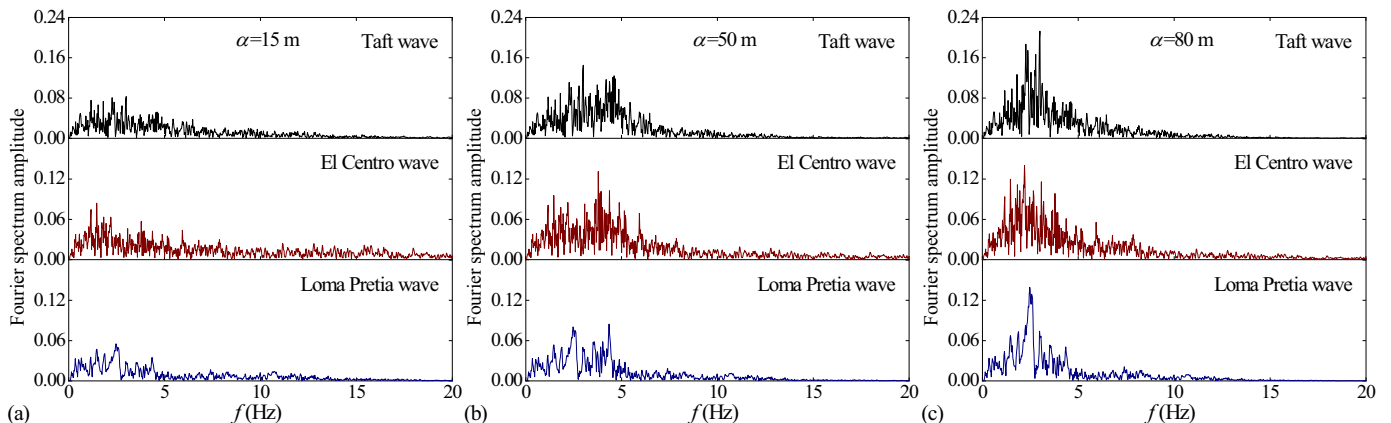 Fourier spectrum amplitude
0.24
0.16
0.08
0.00
0.12
0.06
0.00
0.12
0.06
0.00
α=15 m
Taft wave
El Centro wave
Loma Pretia wave
0 5 10 15 20
(a)
f (Hz)
Fourier spectrum amplitude
0.24
0.16
0.08
0.00
0.12
0.06
0.00
0.12
0.06
0.00
α=50 m
Taft wave
El Centro wave
Loma Pretia wave
0 5 10 15 20
(b)
f (Hz)
Fourier spectrum amplitude
0.24
0.16
0.08
0.00
0.12
0.06
0.00
0.12
0.06
0.00
α=80 m
Taft wave
El Centro wave
Loma Pretia wave
0 5 10 15 20
(c)
f (Hz)